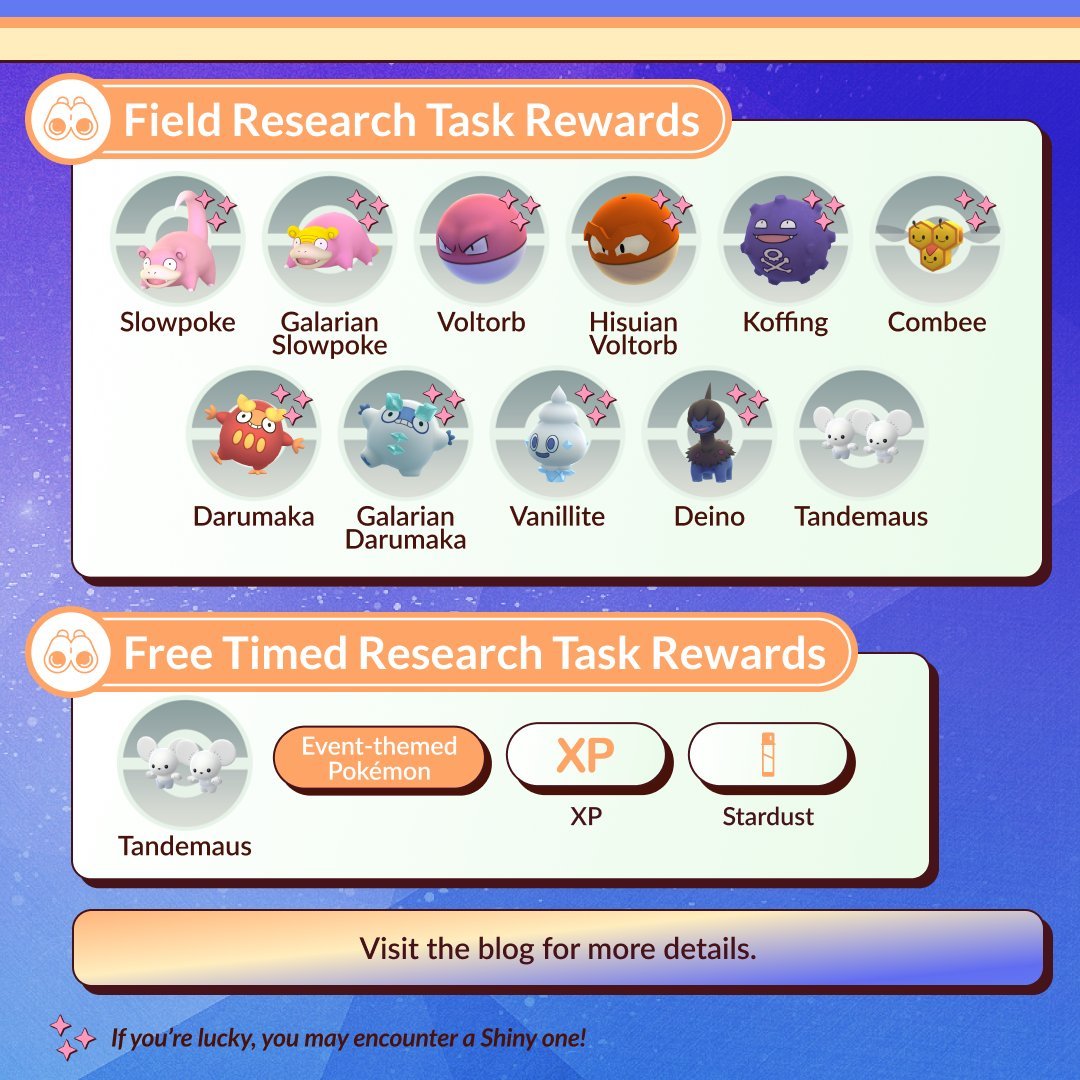 Field Research Task Rewards
Slowpoke
Galarian
Slowpoke
Voltorb
Hisuian
Voltorb
Koffing
Combee
Darumaka
Galarian
Darumaka
Vanillite
Deino
Tandemaus
Free Timed Research Task Rewards
Tandemaus
Event-themed
Pokémon
XP
XP
Stardust
Visit the blog for more details.
If you're lucky, you may encounter a Shiny one!